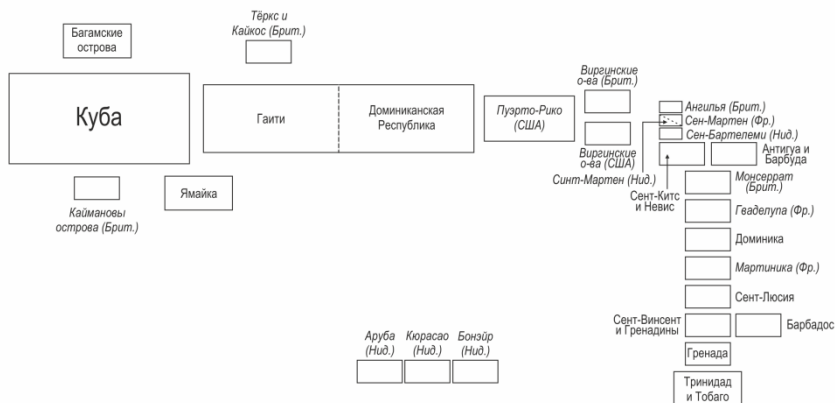 Багамские
острова
Тёркс и
Кайкос (Брит.)
Куба
Гаити
Доминиканская
Республика
Пуэрто-Рико
(США)
Виргинские
о-ва (Брит.)
Виргинские
о-ва (США)
Ангилья (Брит.)
Сен-Мартен (Фр.)
Сен-Бартелеми (Нид.)
Синт-Мартен (Нид.)
Антигуа и
Барбуда
Сент-Китс
и Невис
Монсеррат
(Брит.)
Каймановы
острова (Брит.)
Ямайка
Гваделупа (Фр.)
Доминика
Мартиника (Фр.)
Сент-Люсия
Сент-Винсент
и Гренадины
Барбадос
Аруба
(Нид.)
Кюрасао
(Нид.)
Бонэйр
(Нид.)
Гренада
Тринидад
и Тобаго